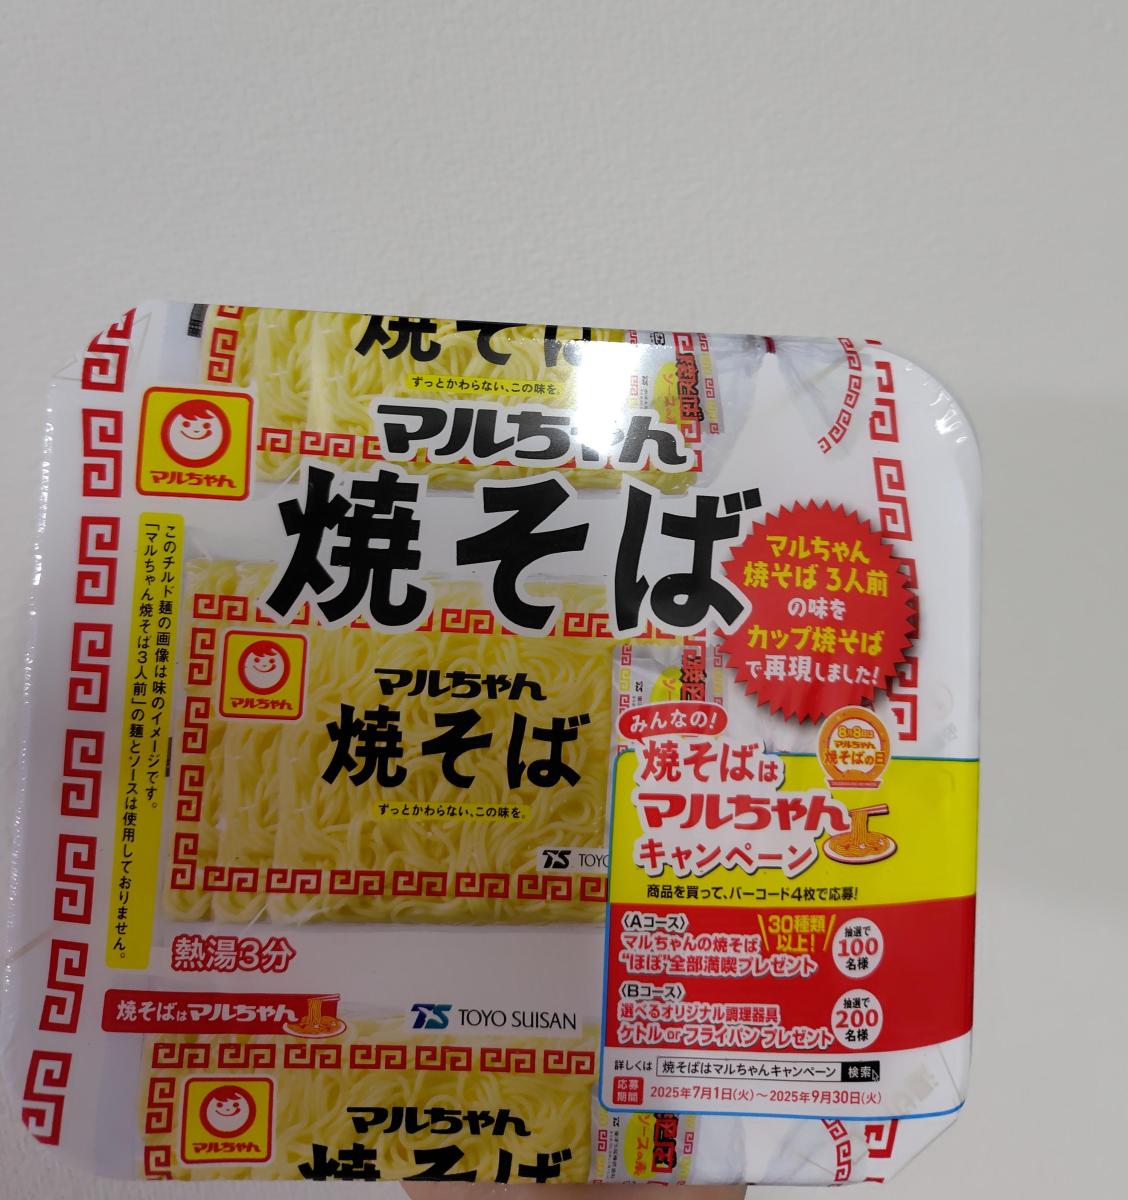 焼そば
ずっとかわらない、この味を。
マルちゃん
マルちゃん
焼そば
このチルド麺の画像は味のイメージです。
「マルちゃん焼そば3人前」の麺とソースは使用しておりません。
マルちゃん
焼そば3人前
の味を
カップ焼そば
で再現しました!
マルちゃん
マルちゃん
焼そば
ずっとかわらない、この味を。
TS TOYO
みんなの!
焼そばは
マルちゃん
キャンペーン
8月8日は
マルちゃん
焼そばの日
商品を買って、バーコード4枚で応募!
〈Aコース〉
30種類
以上!
マルちゃんの焼そば
"ほぼ"全部満喫プレゼント
抽選で
100
名様
〈Bコース〉
選べるオリジナル調理器具
ケトル or フライパン プレゼント
抽選で
200
名様
詳しくは 焼そばはマルちゃんキャンペーン 検索
応募
期間
2025年7月1日(火)~2025年9月30日(火)
熱湯3分
焼そばはマルちゃん
TS TOYO SUISAN
マルちゃん
マルちゃん
焼そば